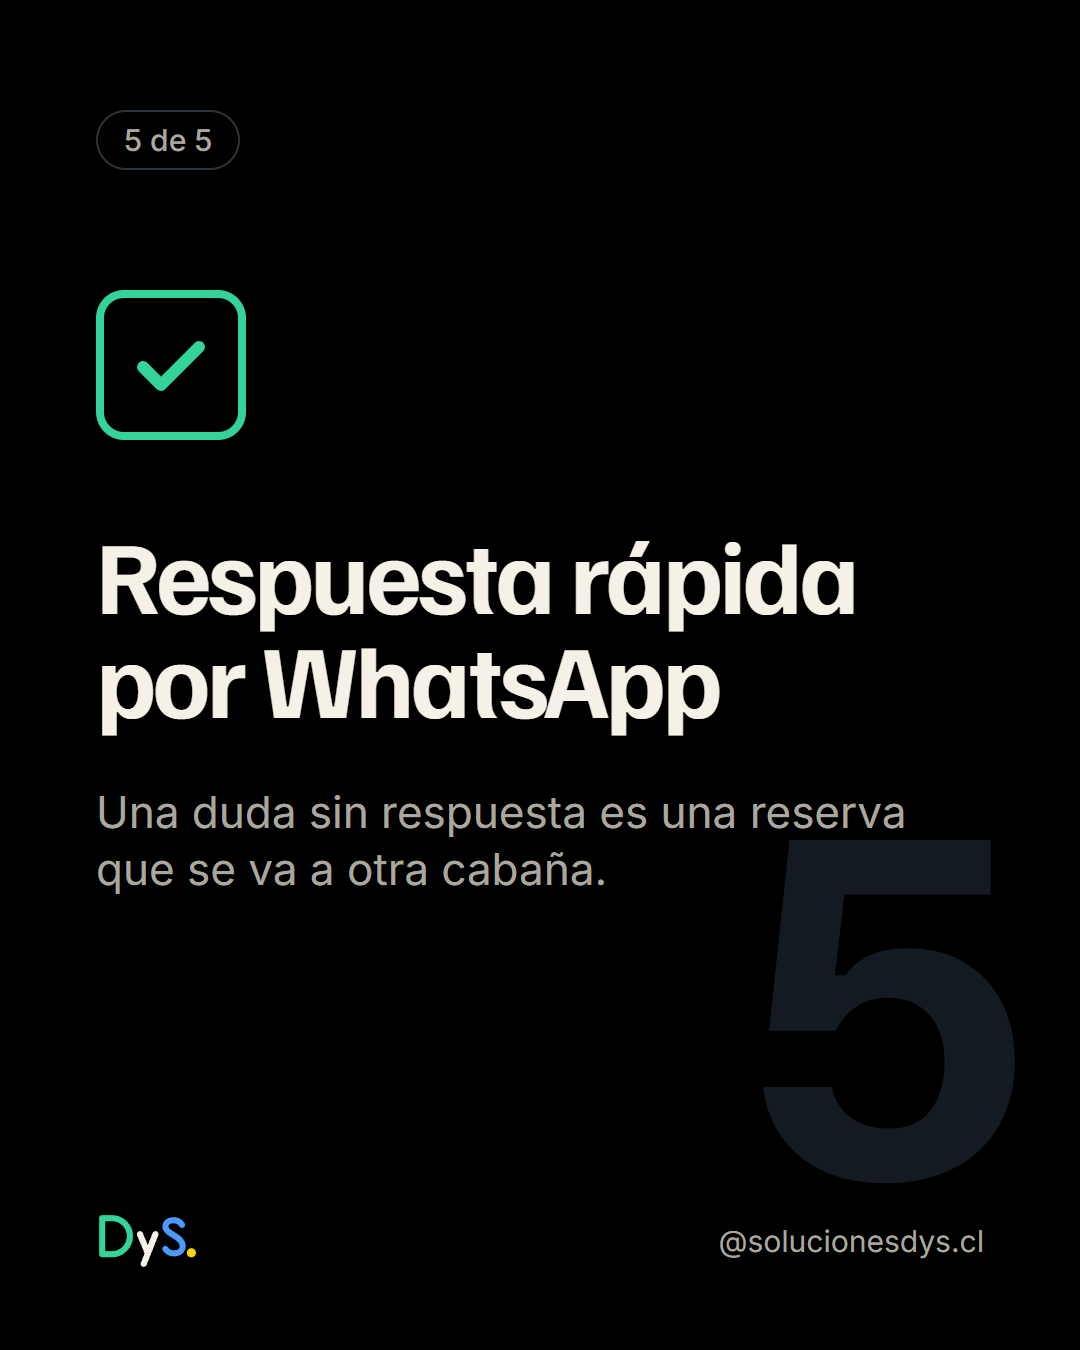 5 de 5
Respuesta rápida
por WhatsApp
Una duda sin respuesta es una reserva
que se va a otra cabaña.
5
DyS.
@solucionesdys.cl